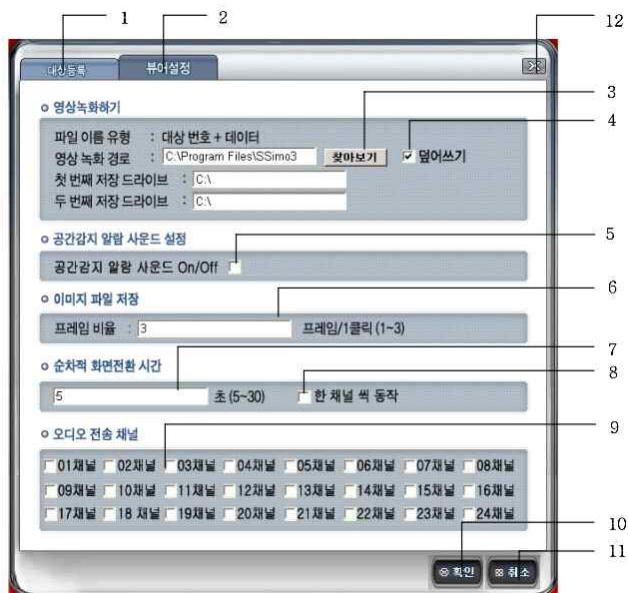 1 2 12
대상등록 뷰어설정
영상녹화하기
3
파일 이름 유형 : 대상 번호 + 데이터
4
영상 녹화 경로 : C:\Program Files\SSimo3 찾아보기 덮어쓰기
첫 번째 저장 드라이브 : C:\
두 번째 저장 드라이브 : C:\
공간감지 알람 사운드 설정
5
공간감지 알람 사운드 On/Off
이미지 파일 저장
6
프레임 비율 : 3 프레임/1클릭 (1~3)
순차적 화면전환 시간
7
8
5 초 (5~30) 한 채널 씩 동작
오디오 전송 채널
9
01채널 02채널 03채널 04채널 05채널 06채널 07채널 08채널
09채널 10채널 11채널 12채널 13채널 14채널 15채널 16채널
17채널 18 채널 19채널 20채널 21채널 22채널 23채널 24채널
10
11
확인 취소